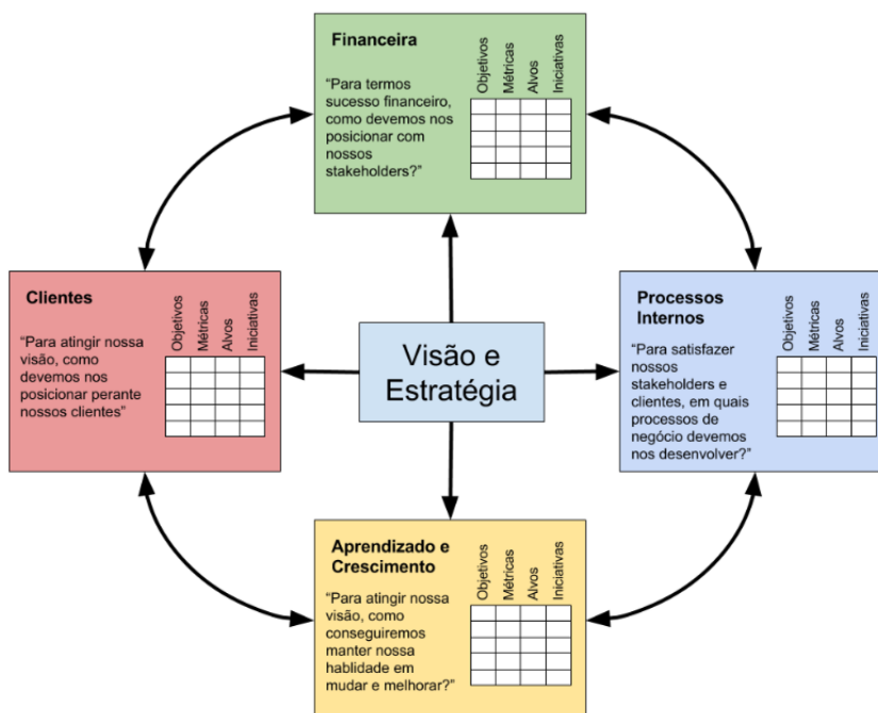 Financeira
“Para termos
sucesso financeiro,
como devemos nos
posicionar com
nossos
stakeholders?”
Objetivos
Métricas
Alvos
Iniciativas
Clientes
“Para atingir nossa
visão, como
devemos nos
posicionar perante
nossos clientes”
Objetivos
Métricas
Alvos
Iniciativas
Visão e
Estratégia
Processos
Internos
“Para satisfazer
nossos
stakeholders e
clientes, em quais
processos de
negócio devemos
nos desenvolver?”
Objetivos
Métricas
Alvos
Iniciativas
Aprendizado e
Crescimento
“Para atingir nossa
visão, como
conseguiremos
manter nossa
hablidade em
mudar e melhorar?”
Objetivos
Métricas
Alvos
Iniciativas